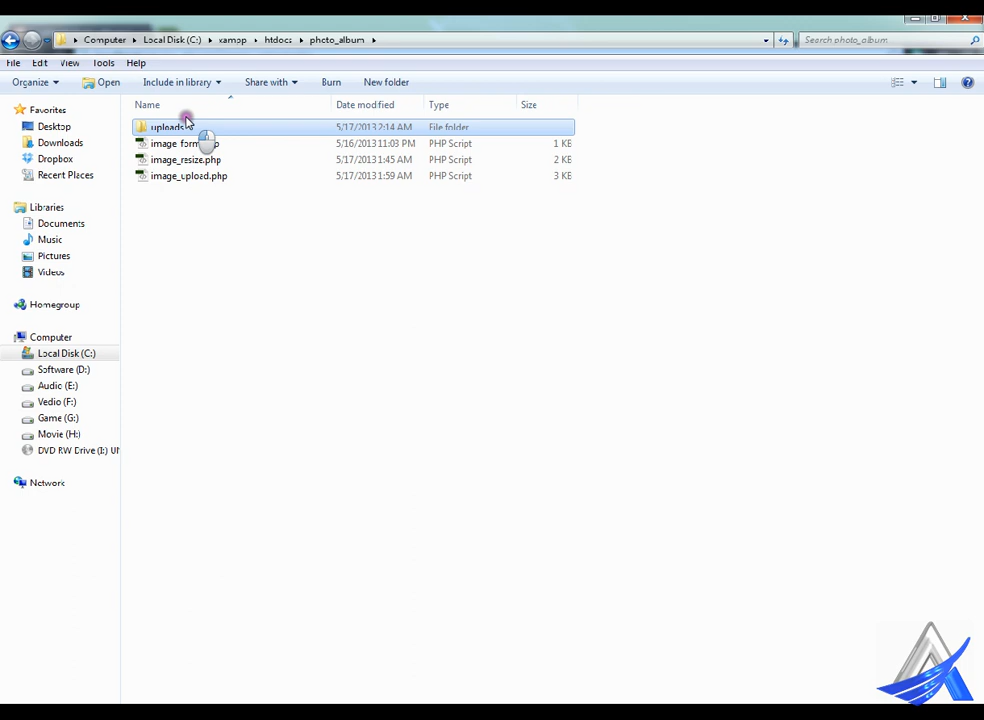 Computer Local Disk (C:) xampp htdocs photo_album
Search photo_album
File Edit View Tools Help
Organize Open Include in library Share with Burn New folder
Name Date modified Type Size
Favorites
Desktop
Downloads
Dropbox
Recent Places
Libraries
Documents
Music
Pictures
Videos
Homegroup
Computer
Local Disk (C:)
Software (D:)
Audio (E:)
Vedio (F:)
Game (G:)
Movie (H:)
DVD RW Drive (I:) UN
Network
uploads 5/17/2013 2:14 AM File folder
5/16/2013 11:03 PM PHP Script 1 KB
image_resize.php 5/17/2013 1:45 AM PHP Script 2 KB
image_upload.php 5/17/2013 1:59 AM PHP Script 3 KB